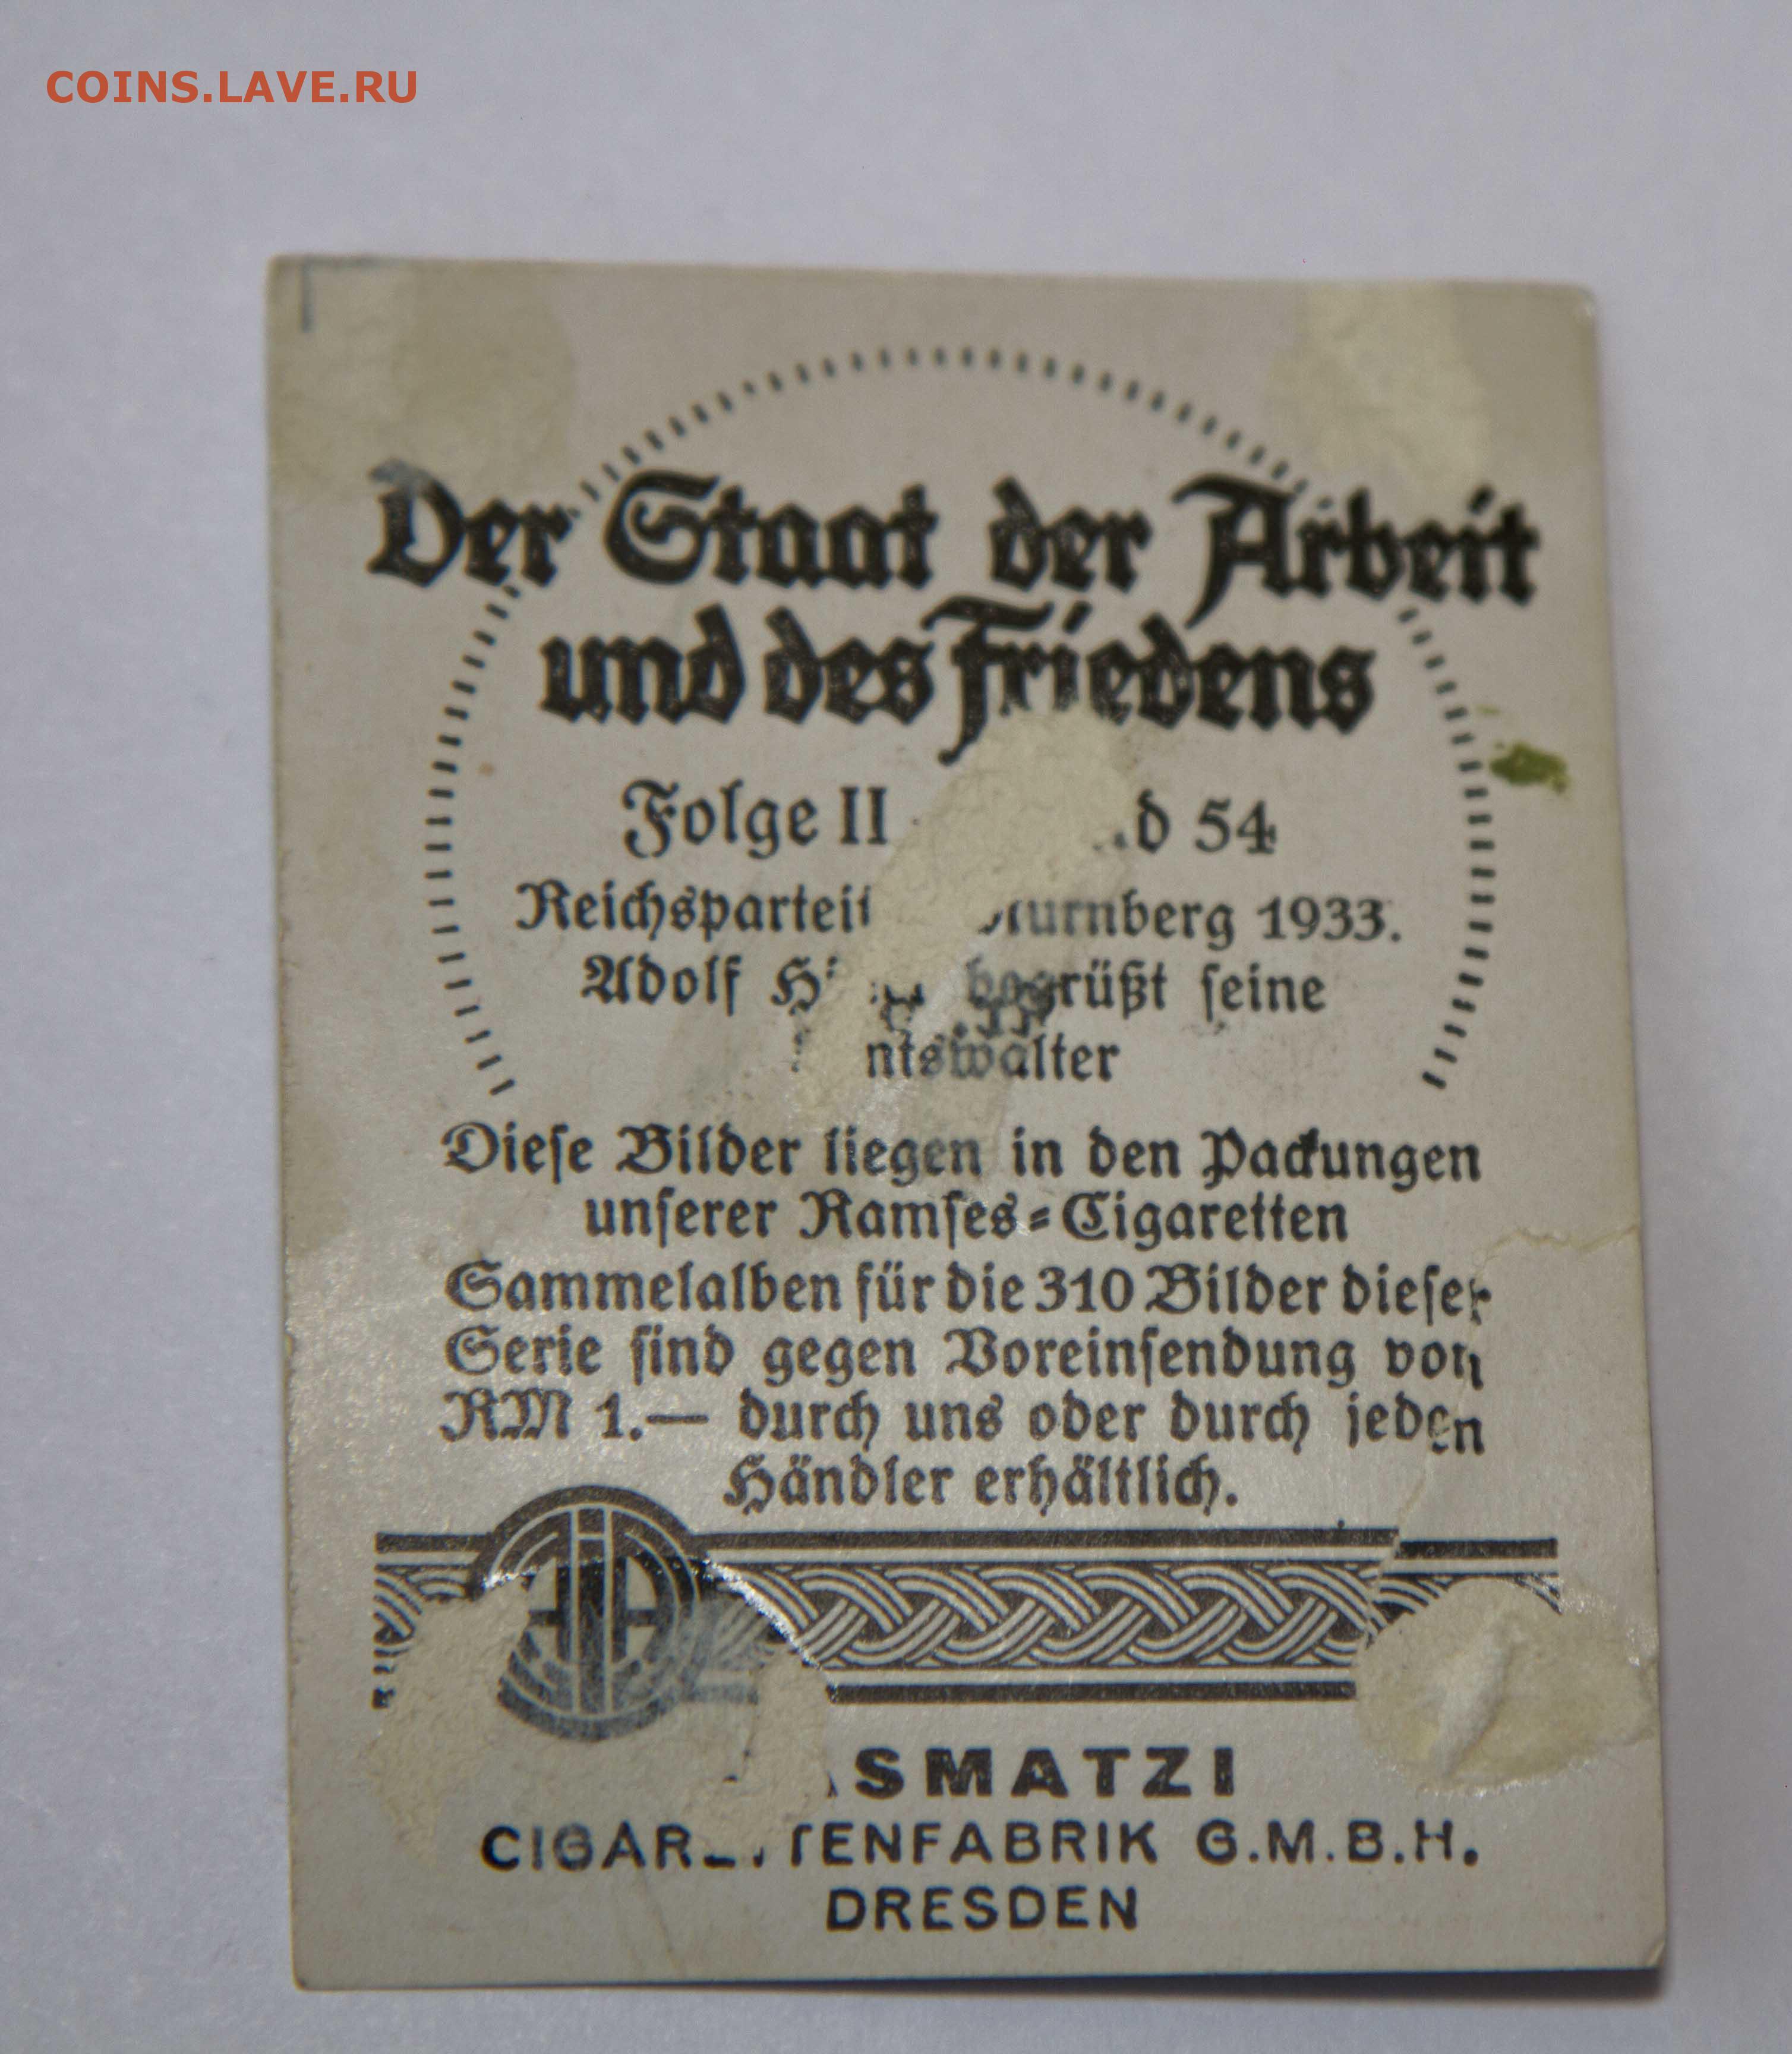 COINS.LAVE.RU
Der Staat der Arbeit
und des Friedens
Folge II 54
Nürnberg 1933.
Adolf begrüßt seine
Diese Bilder liegen in den Packungen
unserer Ramses=Cigaretten
Sammelalben für die 310 Bilder dieser
Serie sind gegen Voreinsendung von
RM 1.— durch uns oder durch jeden
Händler erhältlich.
CIGARETTENFABRIK G.M.B.H.
DRESDEN